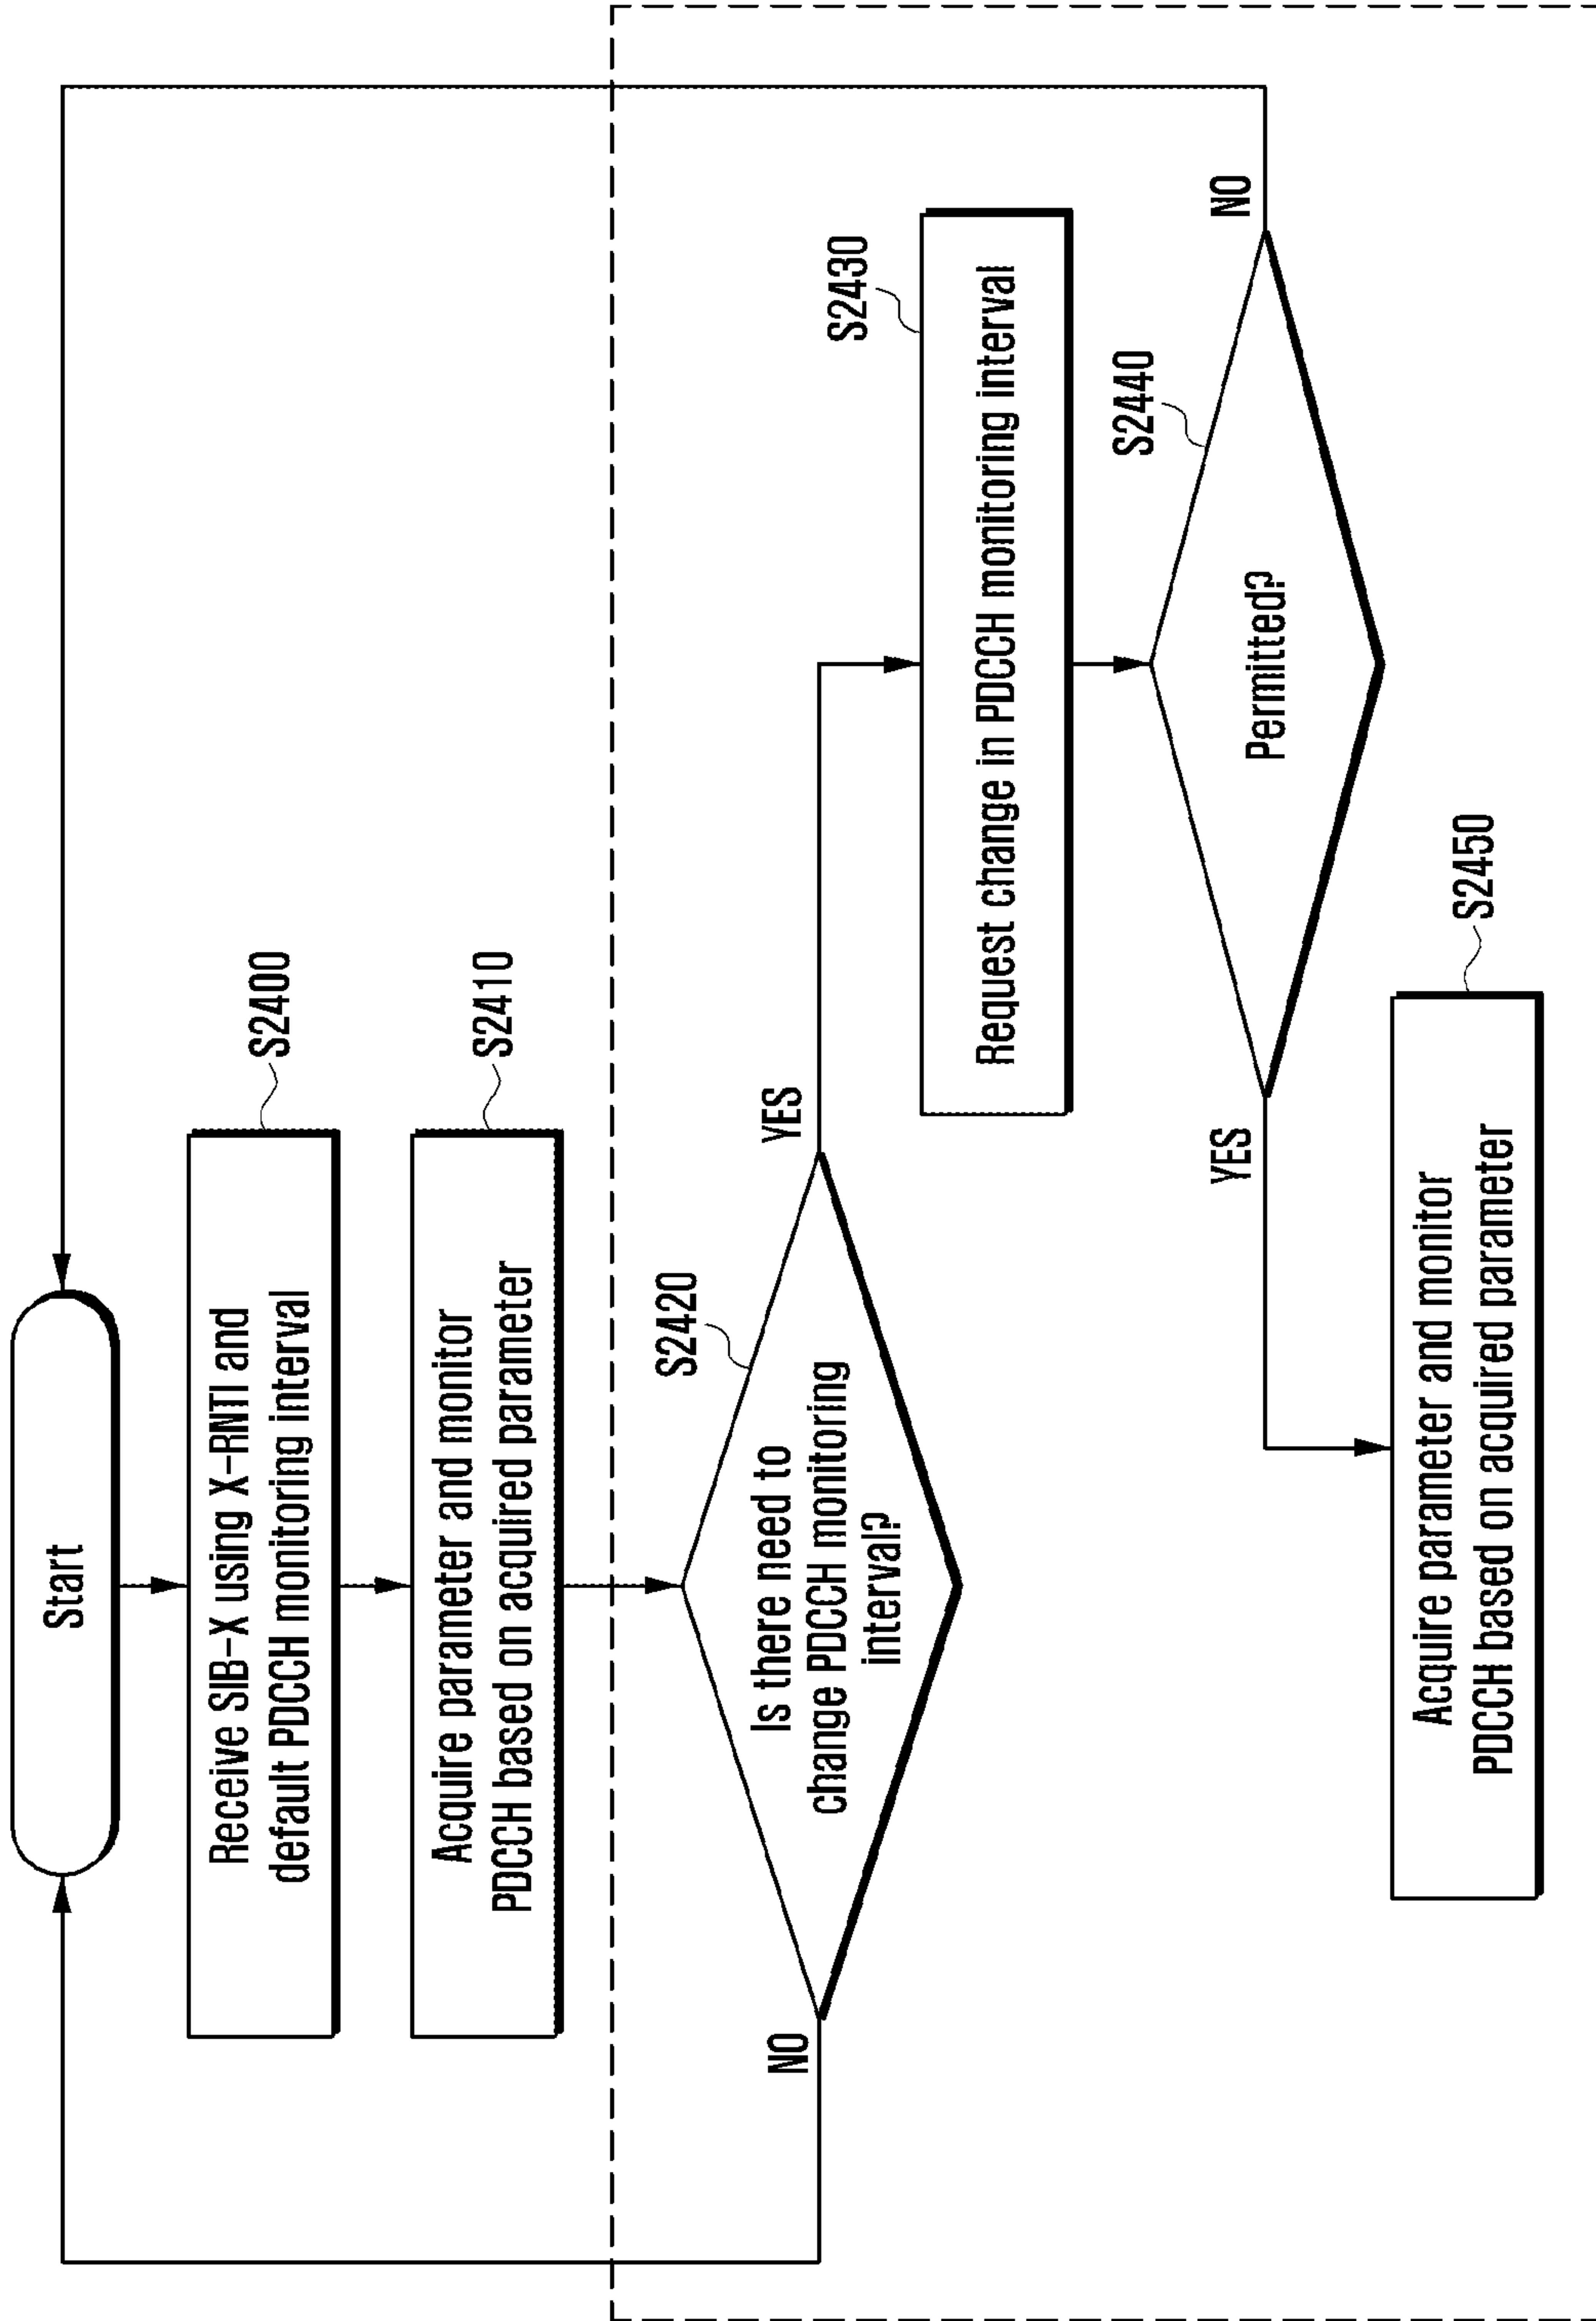 Start
Receive SIB-X using X-RNTI and
default PDCCH monitoring interval
S2400
Acquire parameter and monitor
PDCCH based on acquired parameter
S2410
S2420
Is there need to
change PDCCH monitoring
interval?
NO
YES
S2430
Request change in PDCCH monitoring interval
S2440
Permitted?
YES
NO
S2450
Acquire parameter and monitor
PDCCH based on acquired parameter